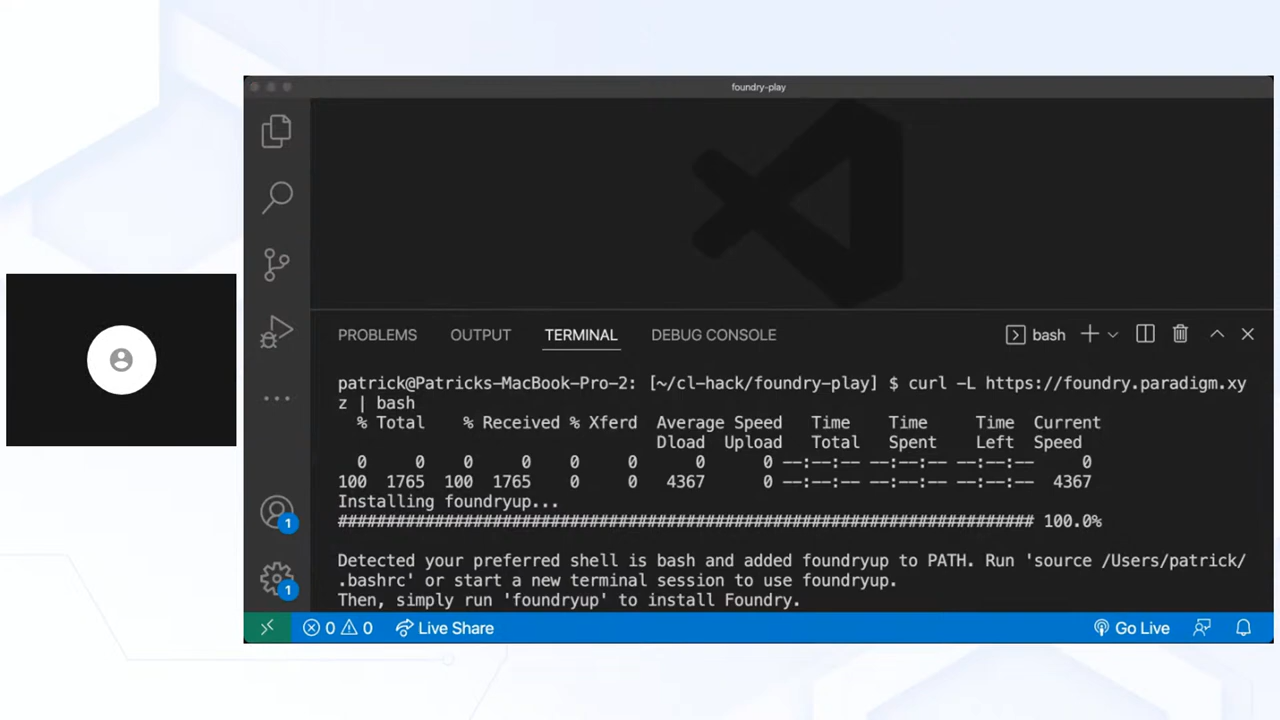 foundry-play
PROBLEMS OUTPUT TERMINAL DEBUG CONSOLE bash
patrick@Patricks-MacBook-Pro-2: [~/cl-hack/foundry-play] $ curl -L https://foundry.paradigm.xy
z | bash
% Total % Received % Xferd Average Speed Time Time Time Current
Dload Upload Total Spent Left Speed
0 0 0 0 0 0 0 0 --:--:-- --:--:-- --:--:-- 0
100 1765 100 1765 0 0 4367 0 --:--:-- --:--:-- --:--:-- 4367
Installing foundryup...
######################################################################## 100.0%
Detected your preferred shell is bash and added foundryup to PATH. Run 'source /Users/patrick/
.bashrc' or start a new terminal session to use foundryup.
Then, simply run 'foundryup' to install Foundry.
1
1
0 0 Live Share Go Live